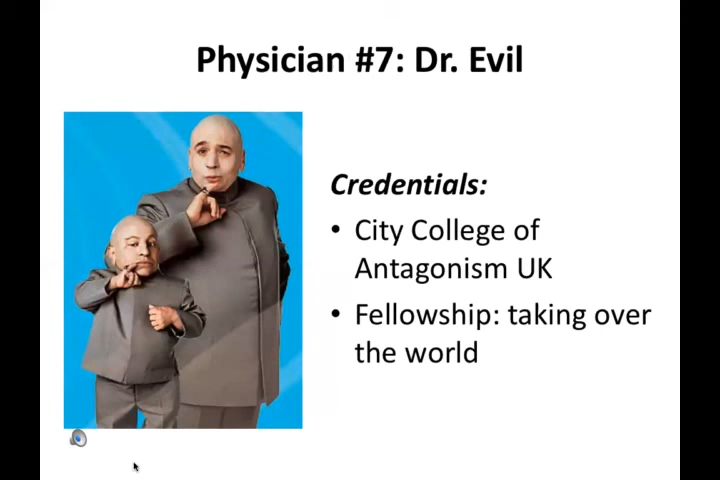 Physician #7: Dr. Evil
Credentials:
• City College of
Antagonism UK
• Fellowship: taking over
the world